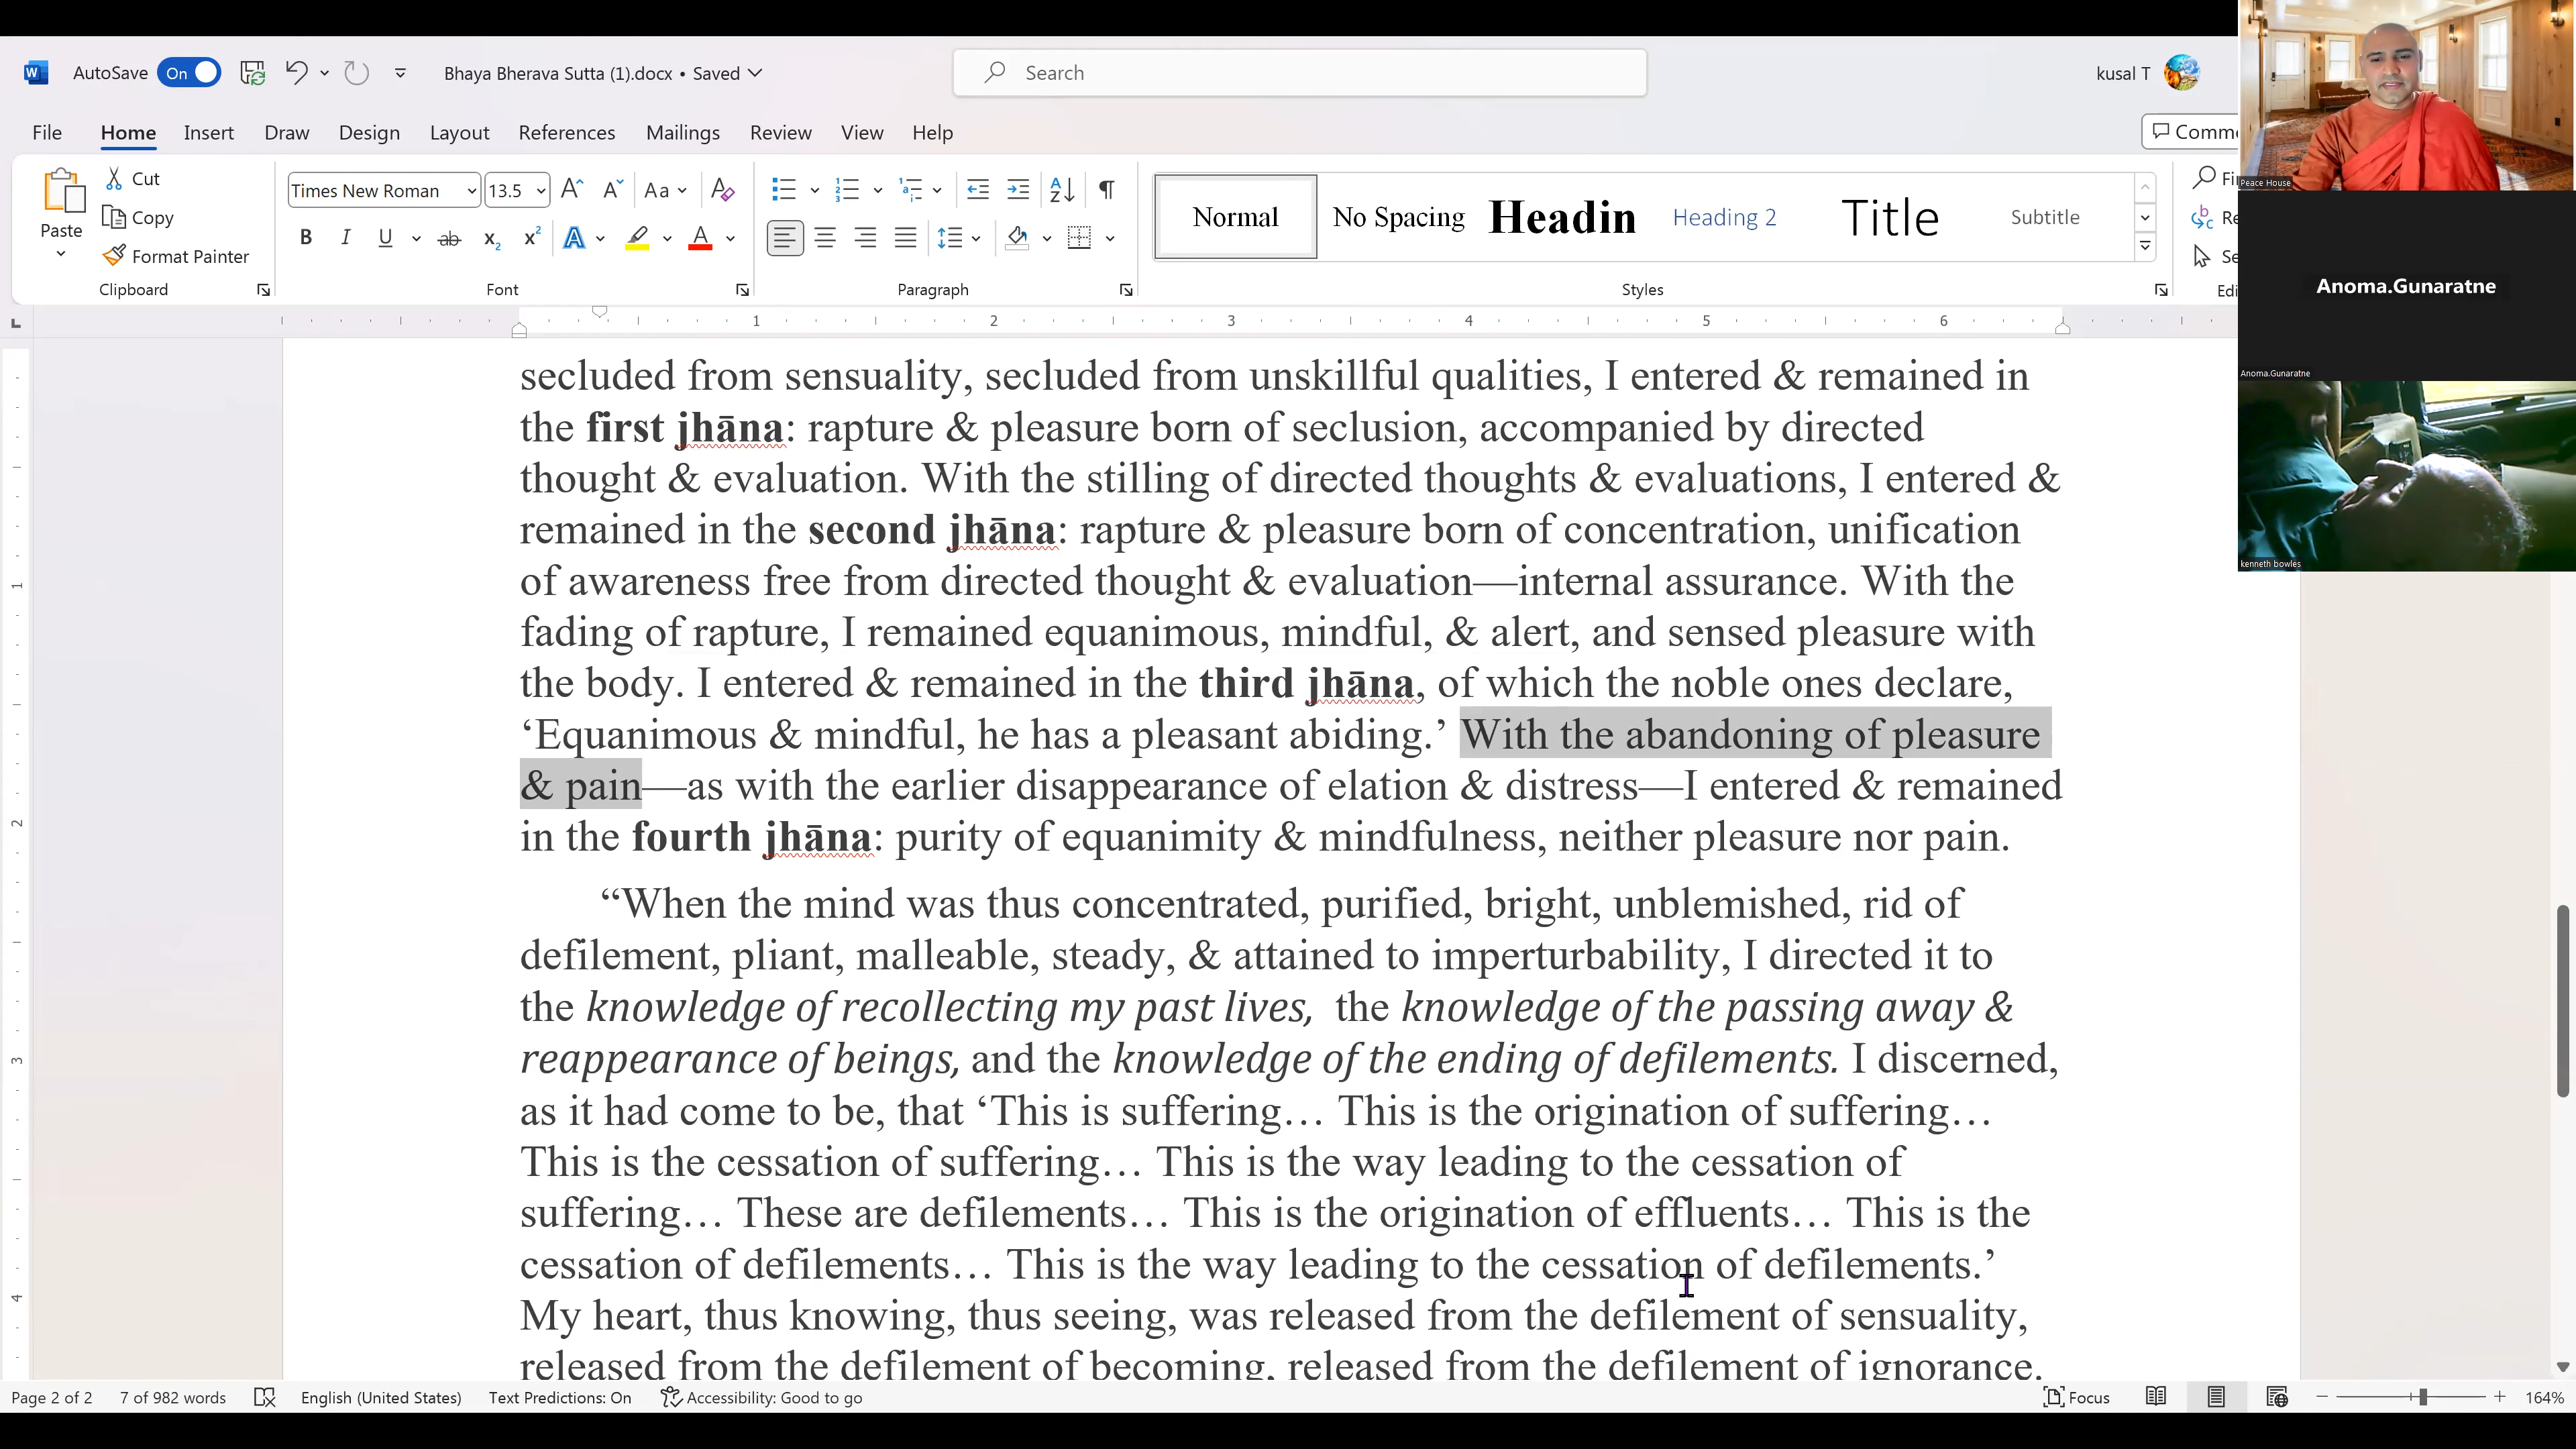 AutoSave On Bhaya Bherava Sutta (1).docx • Saved Search kusal T
File Home Insert Draw Design Layout References Mailings Review View Help Comm
Paste Cut Copy Format Painter
Times New Roman 13.5 Aa
Normal No Spacing Headin Heading 2 Title Subtitle
Clipboard Font Paragraph Styles
1 2 3 4 5 6
secluded from sensuality, secluded from unskillful qualities, I entered & remained in
the first jhāna: rapture & pleasure born of seclusion, accompanied by directed
thought & evaluation. With the stilling of directed thoughts & evaluations, I entered &
remained in the second jhāna: rapture & pleasure born of concentration, unification
of awareness free from directed thought & evaluation—internal assurance. With the
fading of rapture, I remained equanimous, mindful, & alert, and sensed pleasure with
the body. I entered & remained in the third jhāna, of which the noble ones declare,
‘Equanimous & mindful, he has a pleasant abiding.’ With the abandoning of pleasure
& pain—as with the earlier disappearance of elation & distress—I entered & remained
in the fourth jhāna: purity of equanimity & mindfulness, neither pleasure nor pain.
“When the mind was thus concentrated, purified, bright, unblemished, rid of
defilement, pliant, malleable, steady, & attained to imperturbability, I directed it to
the knowledge of recollecting my past lives, the knowledge of the passing away &
reappearance of beings, and the knowledge of the ending of defilements. I discerned,
as it had come to be, that ‘This is suffering… This is the origination of suffering…
This is the cessation of suffering… This is the way leading to the cessation of
suffering… These are defilements… This is the origination of effluents… This is the
cessation of defilements… This is the way leading to the cessation of defilements.’
My heart, thus knowing, thus seeing, was released from the defilement of sensuality,
released from the defilement of becoming, released from the defilement of ignorance.
Page 2 of 2 7 of 982 words English (United States) Text Predictions: On Accessibility: Good to go Focus 164%
Peace House
Anoma.Gunaratne
Anoma.Gunaratne
kenneth bowles